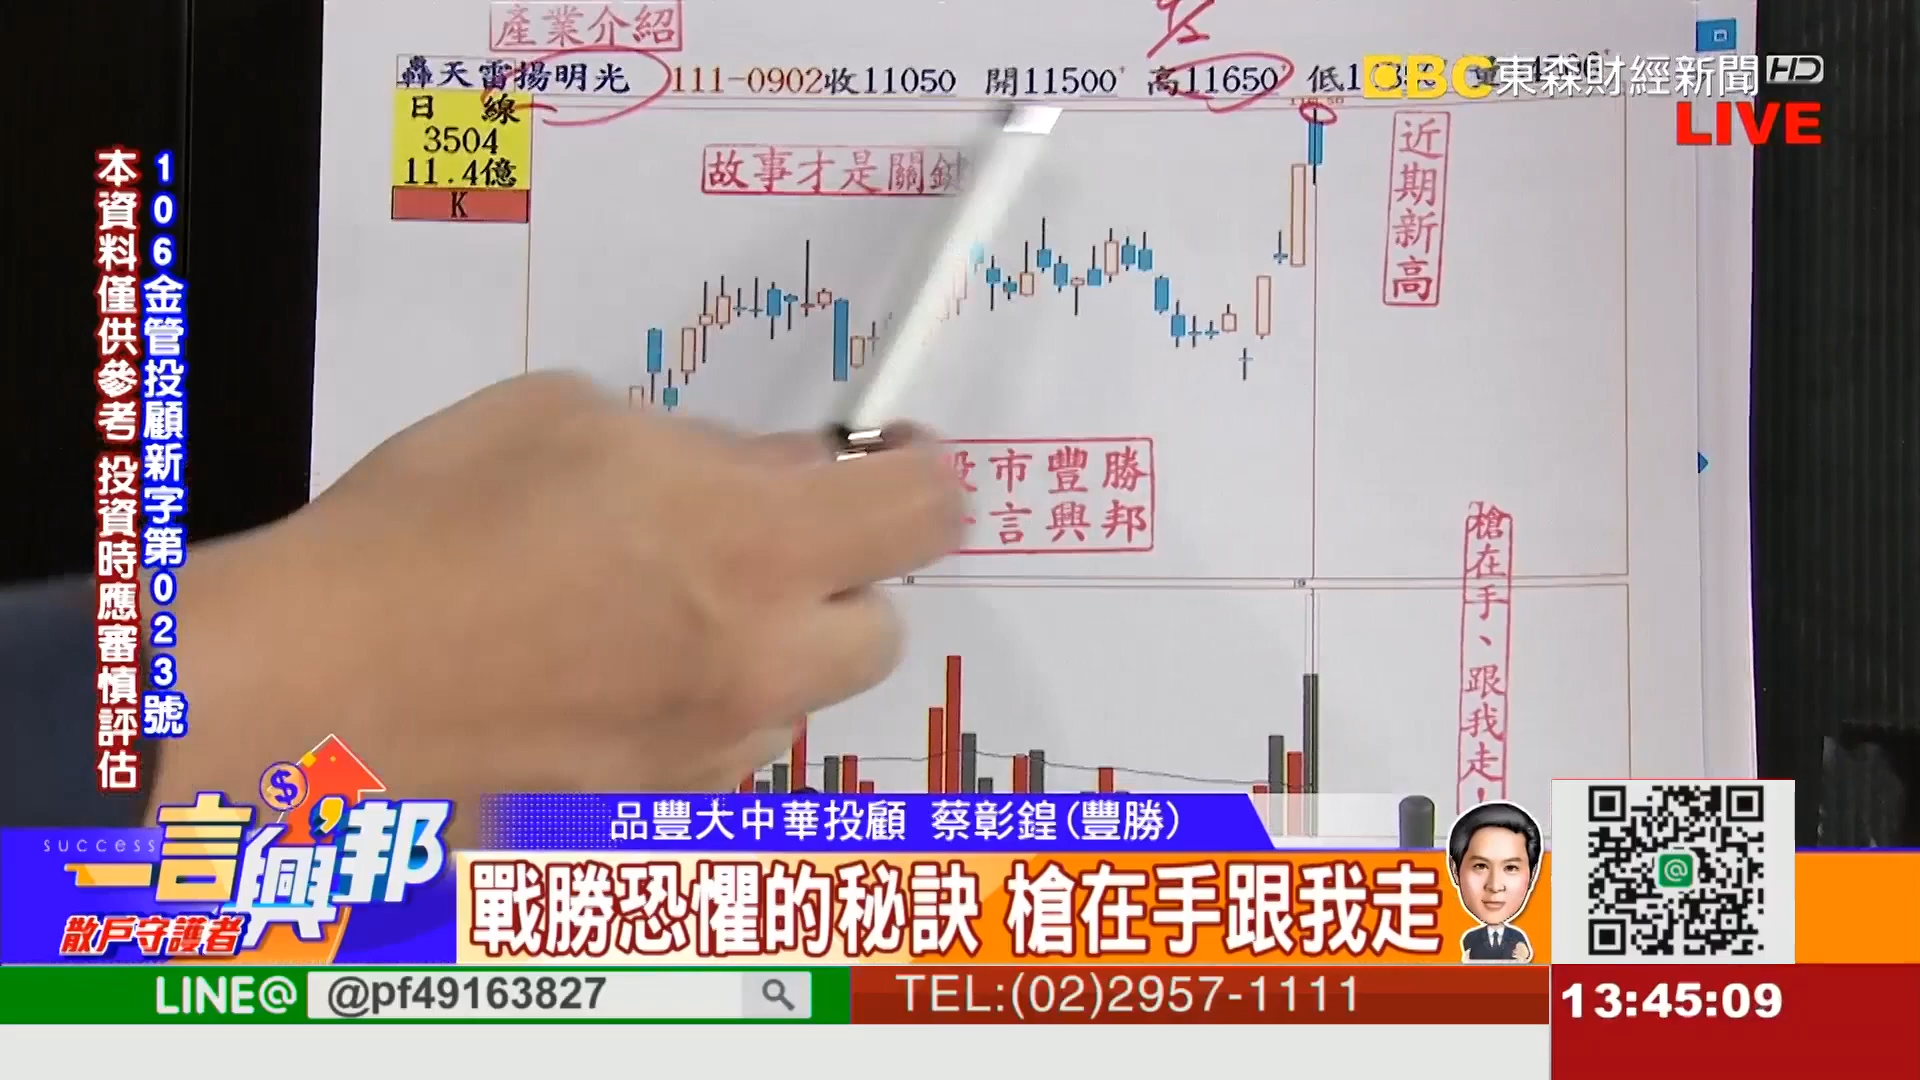 產業介紹
轟天雷揚明光 111-0902收11050 開11500 高11650 低1
東森財經新聞 HD
LIVE
日 線
3504
11.4億
K
故事才是關鍵
近期新高
股市豐勝
言興邦
槍在手、跟我走
106金管投顧新字第023號
本資料僅供參考 投資時應審慎評估
8
9
success
一言興邦
散戶守護者
品豐大中華投顧 蔡彰鍠(豐勝)
戰勝恐懼的秘訣 槍在手跟我走
LINE@ @pf49163827
TEL:(02)2957-1111
13:45:09